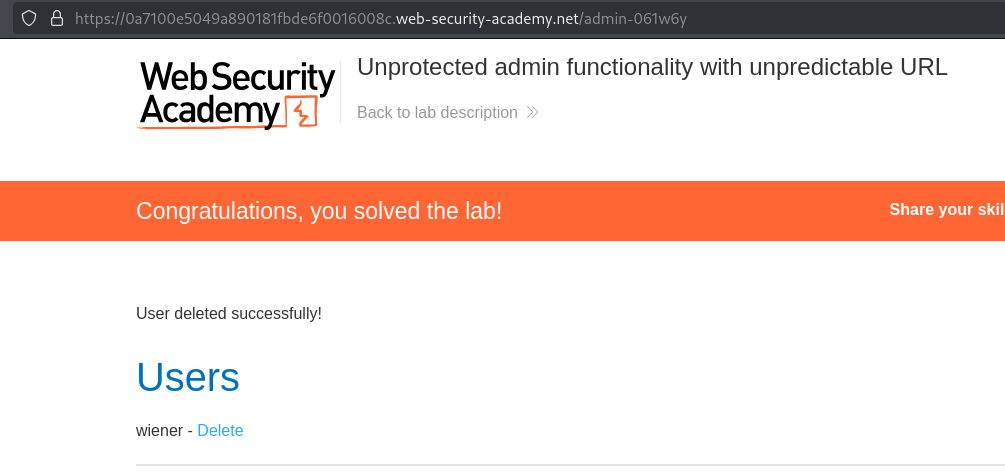 https://0a7100e5049a890181fbde6f0016008c.web-security-academy.net/admin-061w6y
Web Security
Academy
Unprotected admin functionality with unpredictable URL
Back to lab description
Congratulations, you solved the lab!
Share your skil
User deleted successfully!
Users
wiener - Delete